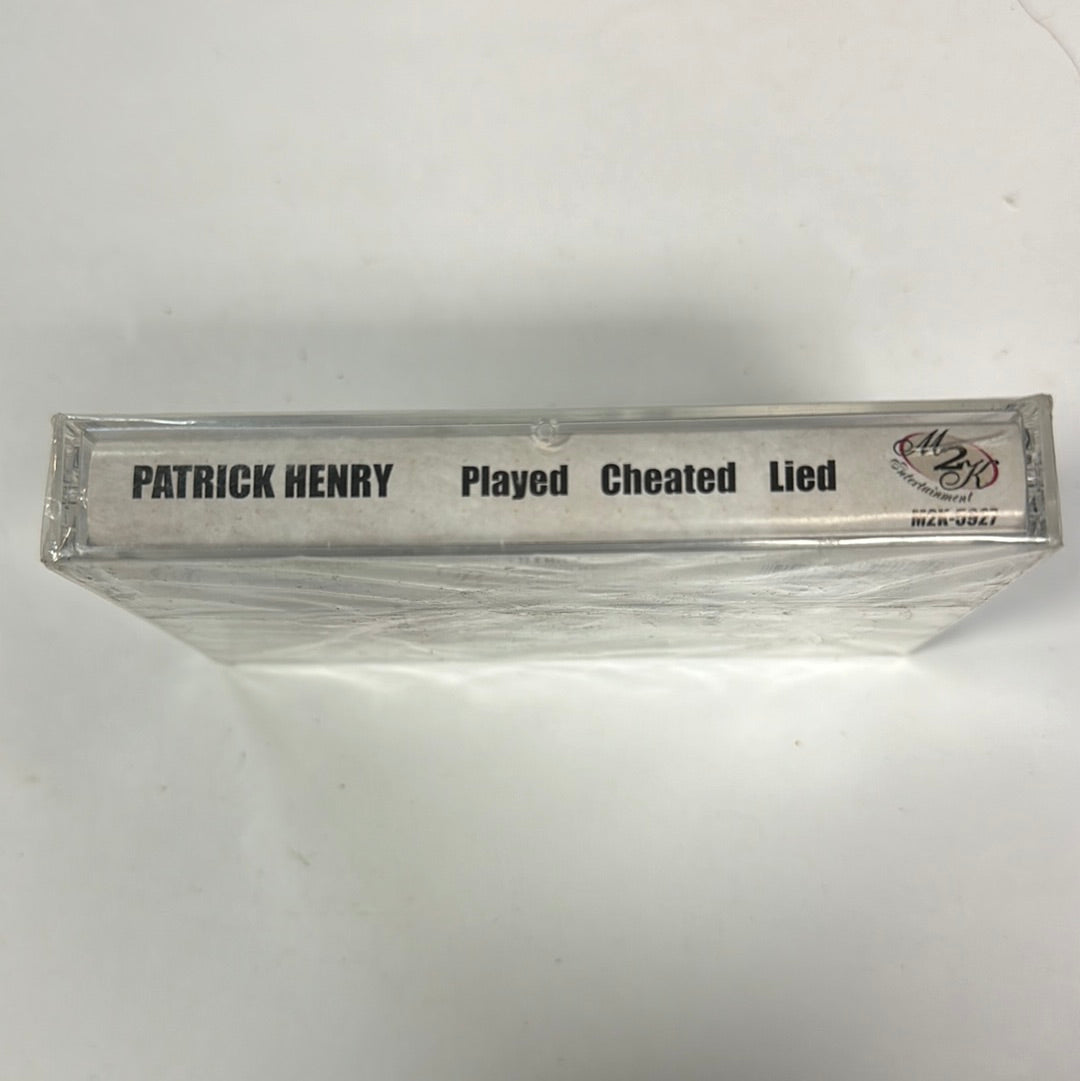 PATRICK HENRY Played Cheated Lied
M2K
Entertainment
M2K-5927